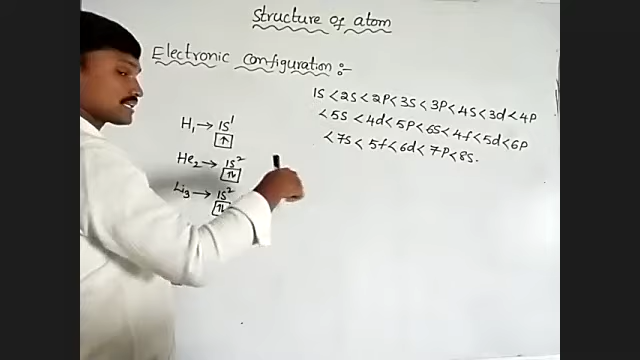 Structure of atom
Electronic configuration :-
1S < 2S < 2P < 3S < 3P < 4S < 3d < 4P
< 5S < 4d < 5P < 6S < 4f < 5d < 6P
< 7S < 5f < 6d < 7P < 8S.
H₁ → 1S¹
↑
He₂ → 1S²
↑↓
Li₃ → 1S²
↑↓